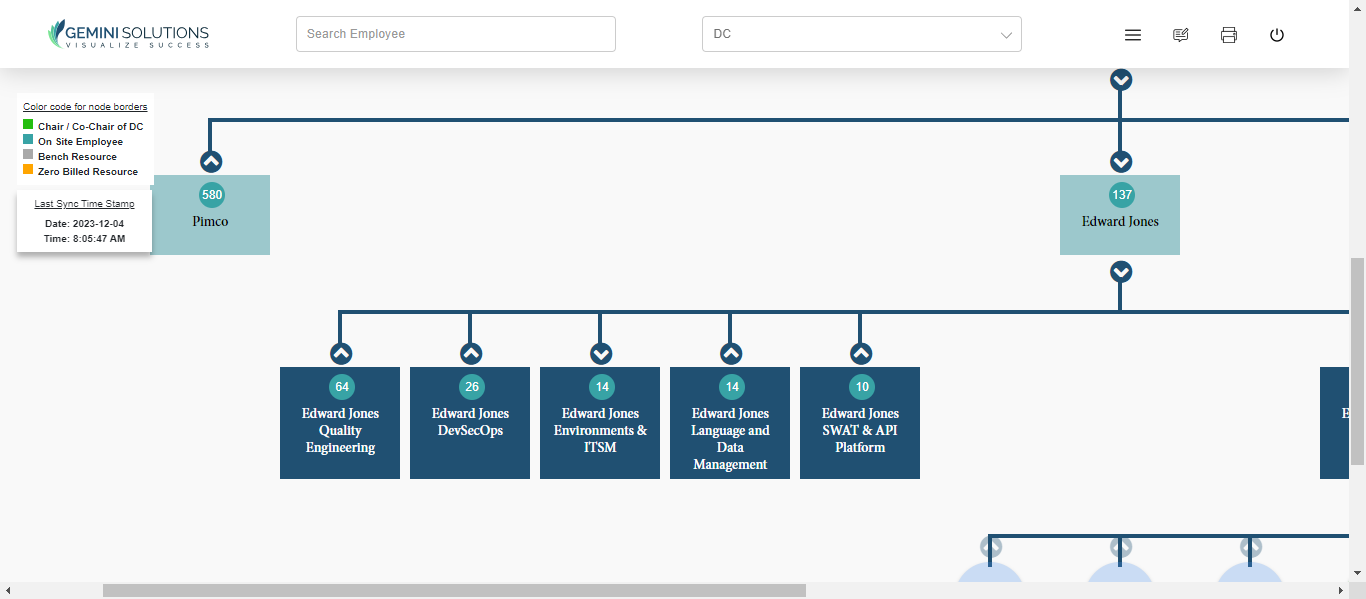 GEMINI SOLUTIONS
VISUALIZE SUCCESS
Search Employee
DC
Color code for node borders
Chair / Co-Chair of DC
On Site Employee
Bench Resource
Zero Billed Resource
Last Sync Time Stamp
Date: 2023-12-04
Time: 8:05:47 AM
580
Pimco
137
Edward Jones
64
Edward Jones
Quality
Engineering
26
Edward Jones
DevSecOps
14
Edward Jones
Environments &
ITSM
14
Edward Jones
Language and
Data
Management
10
Edward Jones
SWAT & API
Platform